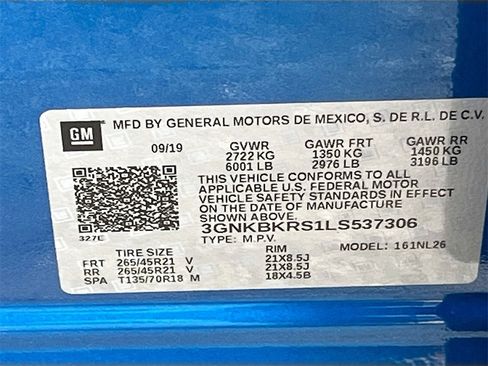 GM
MFD BY GENERAL MOTORS DE MEXICO, S. DE R.L. DE C.V.
09/19 GVWR GAWR FRT GAWR RR
2722 KG 1350 KG 1450 KG
6001 LB 2976 LB 3196 LB
THIS VEHICLE CONFORMS TO ALL
APPLICABLE U.S. FEDERAL MOTOR
VEHICLE SAFETY STANDARDS IN EFFECT
ON THE DATE OF MANUFACTURE
SHOWN ABOVE.
3GNKBKRS1LS537306
327E TYPE: M.P.V.
TIRE SIZE RIM MODEL: 161NL26
FRT 265/45R21 V 21X8.5J
RR 265/45R21 V 21X8.5J
SPA T135/70R18 M 18X4.5B